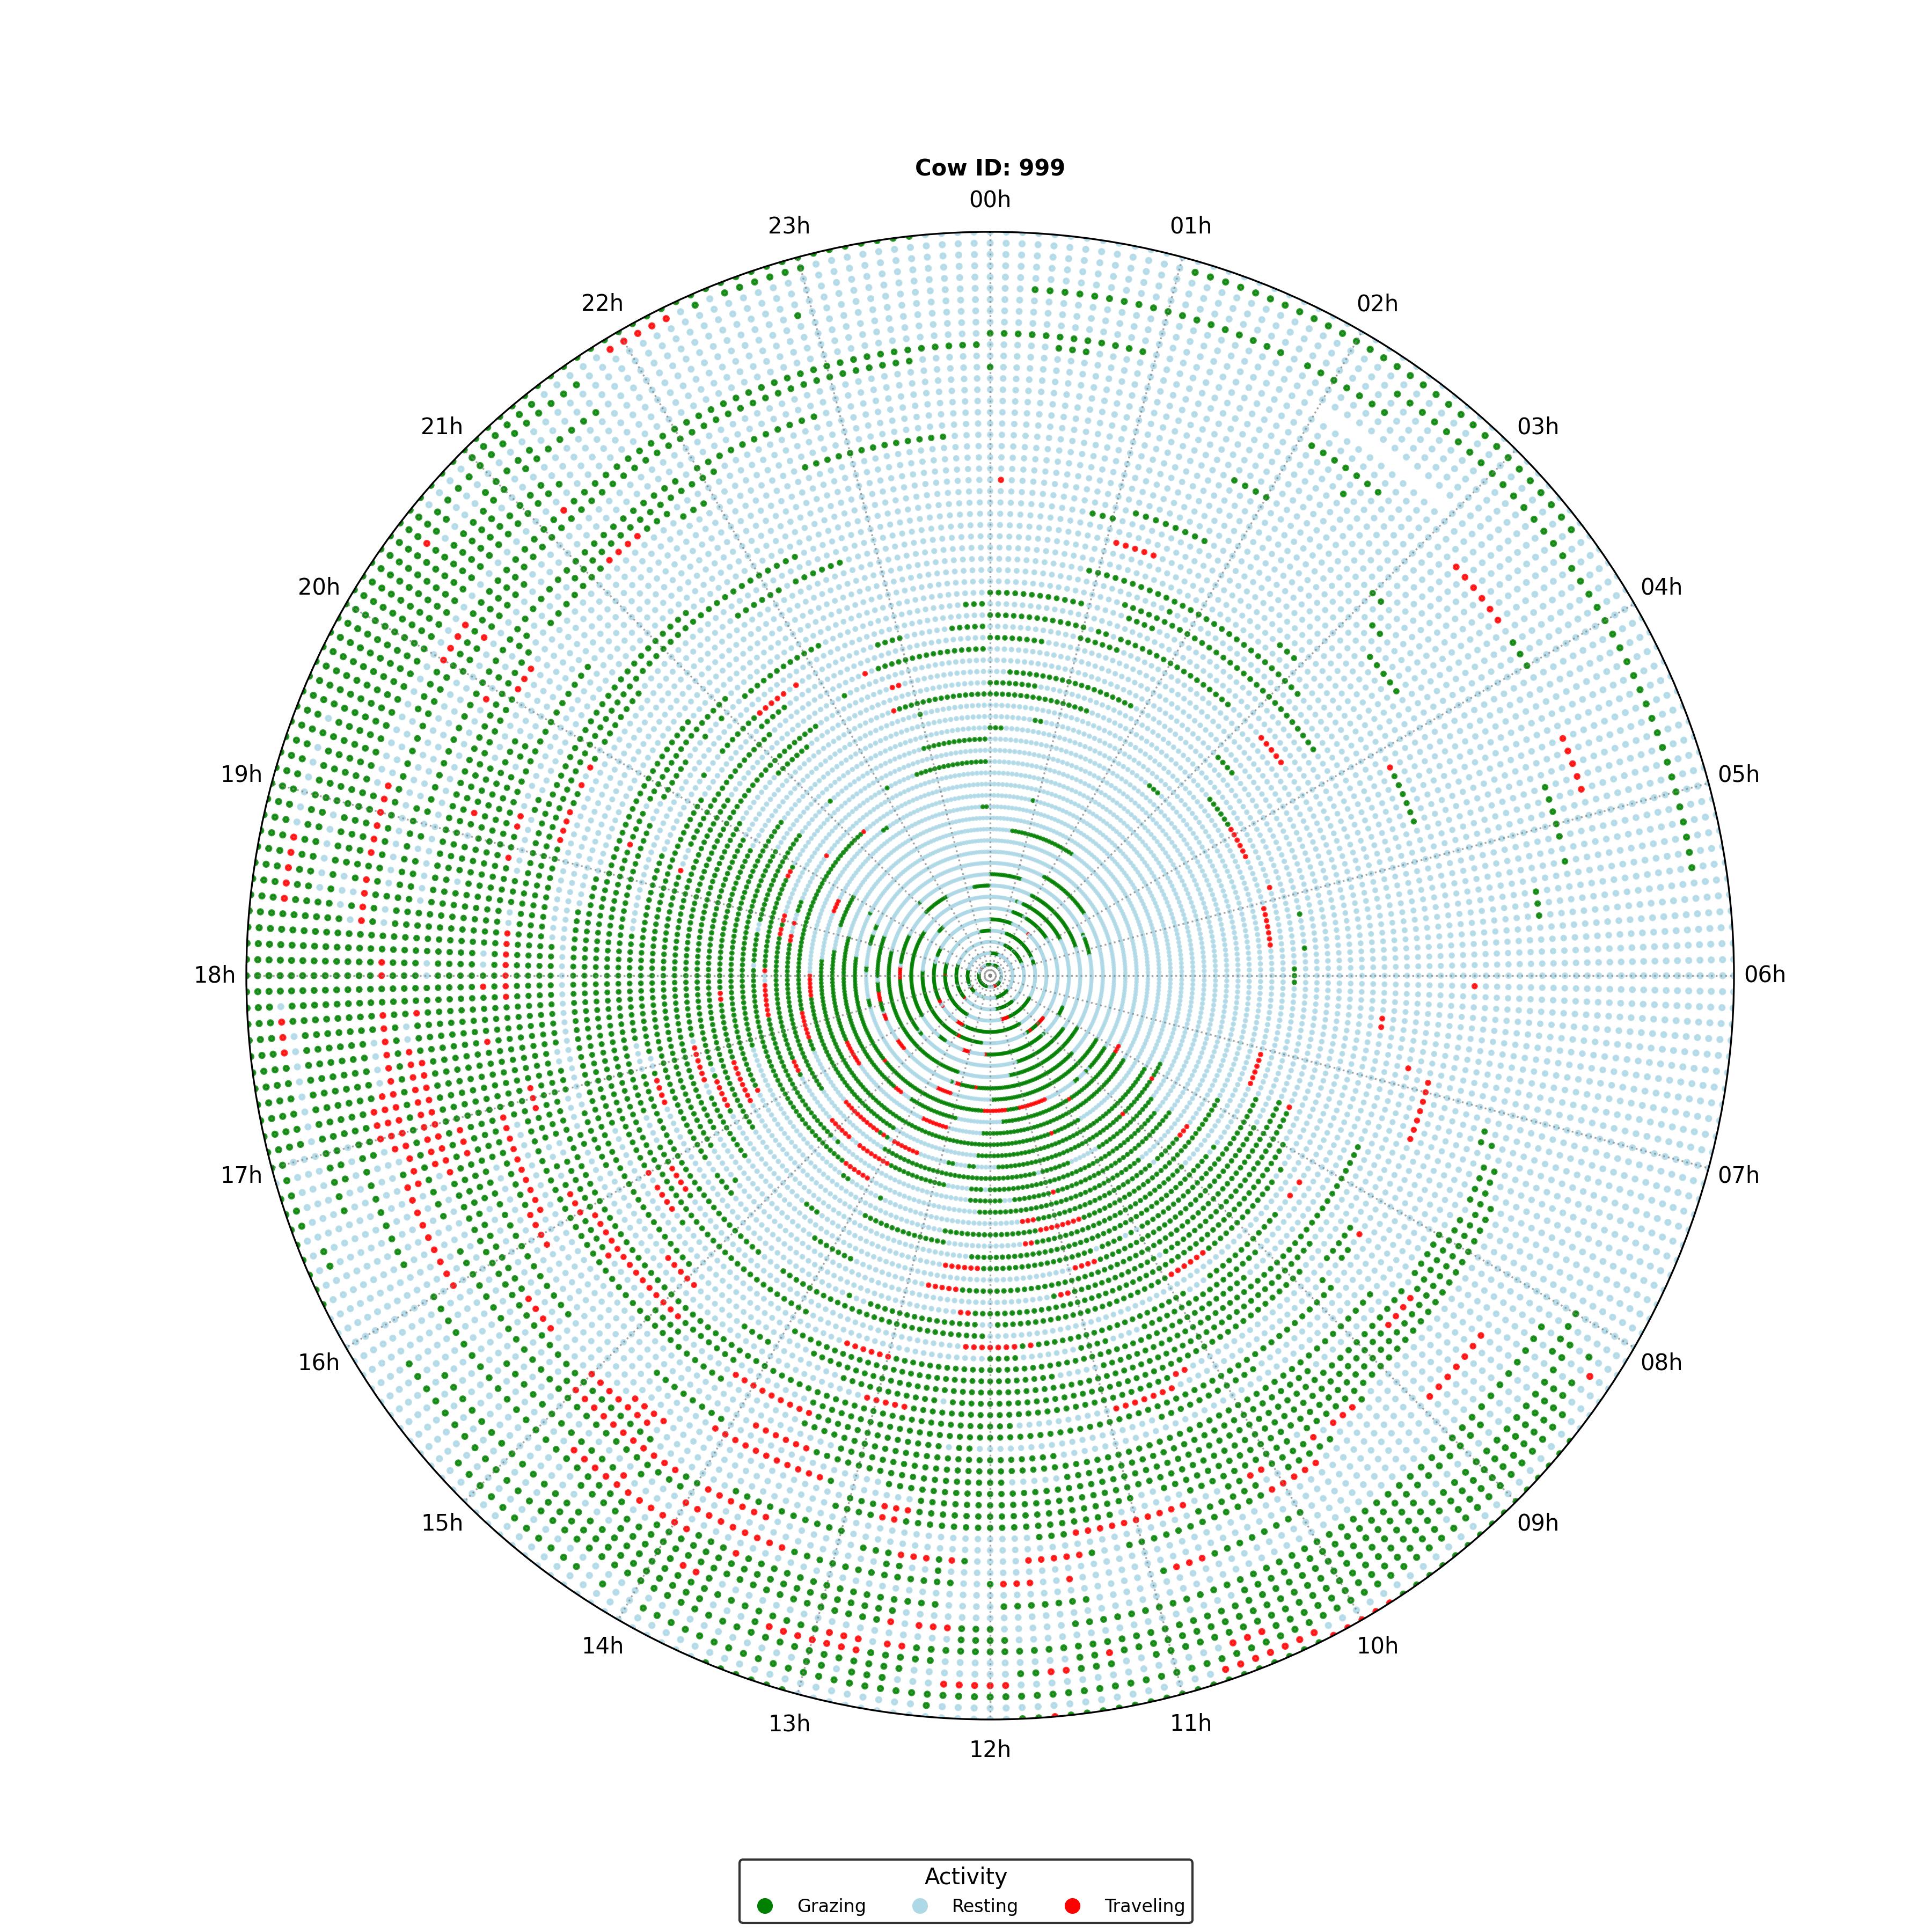 Cow ID: 999
00h
23h
01h
22h
02h
21h
03h
20h
04h
19h
05h
18h
06h
17h
07h
16h
08h
15h
09h
14h
10h
13h
11h
12h
Activity
Grazing Resting Traveling